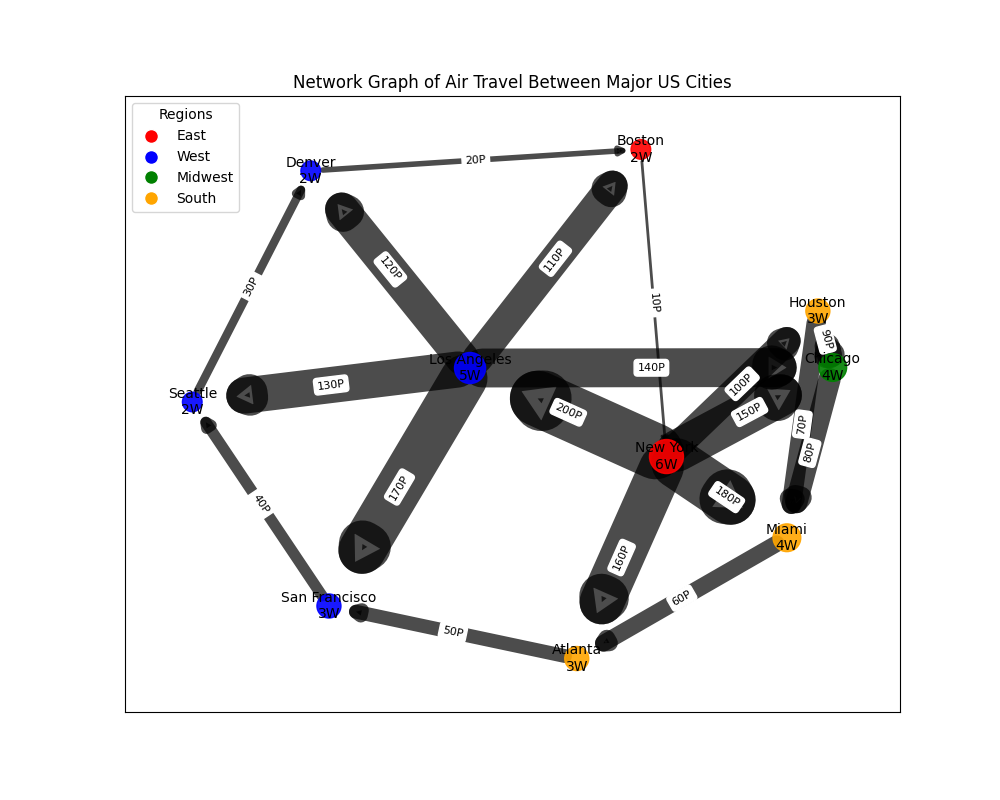 Network Graph of Air Travel Between Major US Cities
Regions
East
West
Midwest
South
Boston
2W
Denver
2W
20P
120P
110P
30P
10P
Houston
3W
90P
Los Angeles
5W
140P
Chicago
4W
130P
100P
Seattle
2W
200P
150P
70P
New York
6W
80P
170P
180P
40P
Miami
4W
160P
San Francisco
3W
60P
50P
Atlanta
3W